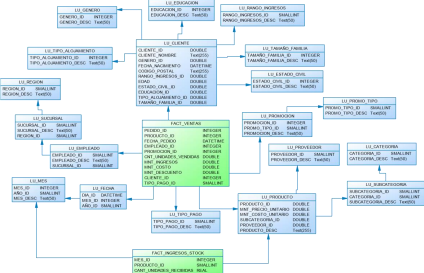 LU_EDUCACION
EDUCACION_ID INTEGER
EDUCACION_DESC Text(50)
LU_GENERO
GENERO_ID INTEGER
GENERO_DESC Text(50)
LU_RANGO_INGRESOS
RANGO_INGRESOS_ID SMALLINT
RANGO_INGRESOS_DESC Text(50)
LU_CLIENTE
CLIENTE_ID DOUBLE
CLIENTE_NOMBRE Text(255)
GENERO_ID DOUBLE
FECHA_NACIMIENTO DATETIME
CODIGO_POSTAL Text(255)
RANGO_INGRESOS_ID DOUBLE
EDAD DOUBLE
ESTADO_CIVIL_ID DOUBLE
EDUCACION_ID DOUBLE
TIPO_ALOJAMIENTO_ID DOUBLE
TAMAÑO_FAMILIA_ID DOUBLE
LU_TIPO_ALOJAMIENTO
TIPO_ALOJAMIENTO_ID INTEGER
TIPO_ALOJAMIENTO_DESC Text(50)
LU_TAMAÑO_FAMILIA
TAMAÑO_FAMILIA_ID INTEGER
TAMAÑO_FAMILIA_DESC Text(50)
LU_ESTADO_CIVIL
ESTADO_CIVIL_ID INTEGER
ESTADO_CIVIL_DESC Text(50)
LU_REGION
REGION_ID SMALLINT
REGION_DESC Text(50)
LU_SUCURSAL
SUCURSAL_ID SMALLINT
SUCURSAL_DESC Text(50)
REGION_ID SMALLINT
LU_EMPLEADO
EMPLEADO_ID SMALLINT
EMPLEADO_DESC Text(50)
SUCURSAL_ID SMALLINT
FACT_VENTAS
PEDIDO_ID INTEGER
PRODUCTO_ID INTEGER
FECHA_PEDIDO DATETIME
EMPLEADO_ID INTEGER
PROMOCION_ID INTEGER
CNT_UNIDADES_VENDIDAS DOUBLE
MNT_INGRESOS DOUBLE
MNT_COSTO DOUBLE
MNT_DESCUENTO DOUBLE
CLIENTE_ID INTEGER
TIPO_PAGO_ID SMALLINT
LU_PROMOCION
PROMOCION_ID INTEGER
PROMO_TIPO_ID SMALLINT
PROMOCION_DESC Text(50)
LU_PROMO_TIPO
PROMO_TIPO_ID SMALLINT
PROMO_TIPO_DESC Text(50)
LU_PROVEEDOR
PROVEEDOR_ID SMALLINT
PROVEEDOR_DESC Text(50)
LU_CATEGORIA
CATEGORIA_ID SMALLINT
CATEGORIA_DESC Text(50)
LU_SUBCATEGORIA
SUBCATEGORIA_ID SMALLINT
SUBCATEGORIA_DESC Text(50)
CATEGORIA_ID SMALLINT
LU_MES
MES_ID INTEGER
AÑO_ID SMALLINT
MES_DESC Text(50)
LU_FECHA
DIA_ID DATETIME
MES_ID INTEGER
AÑO_ID SMALLINT
LU_TIPO_PAGO
TIPO_PAGO_ID SMALLINT
TIPO_PAGO_DESC Text(50)
LU_PRODUCTO
PRODUCTO_ID DOUBLE
MNT_PRECIO_UNITARIO DOUBLE
MNT_COSTO_UNITARIO DOUBLE
SUBCATEGORIA_ID DOUBLE
PROVEEDOR_ID DOUBLE
PRODUCTO_DESC Text(255)
FACT_INGRESOS_STOCK
MES_ID INTEGER
PRODUCTO_ID SMALLINT
CANT_UNIDADES_RECIBIDAS REAL